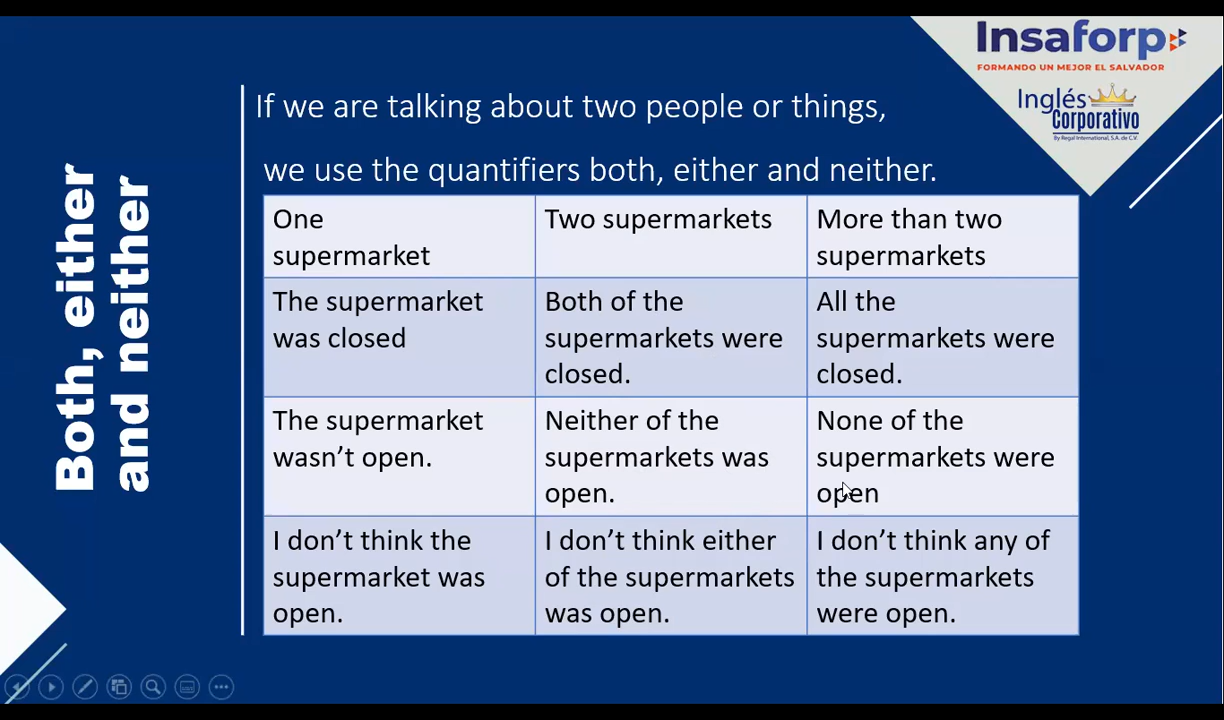 Insaforp
FORMANDO UN MEJOR EL SALVADOR
Inglés
Corporativo
By Regal International, S.A. de C.V.
Both, either
and neither
If we are talking about two people or things,
we use the quantifiers both, either and neither.
One
supermarket
Two supermarkets
More than two
supermarkets
The supermarket
was closed
Both of the
supermarkets were
closed.
All the
supermarkets were
closed.
The supermarket
wasn’t open.
Neither of the
supermarkets was
open.
None of the
supermarkets were
open
I don’t think the
supermarket was
open.
I don’t think either
of the supermarkets
was open.
I don’t think any of
the supermarkets
were open.